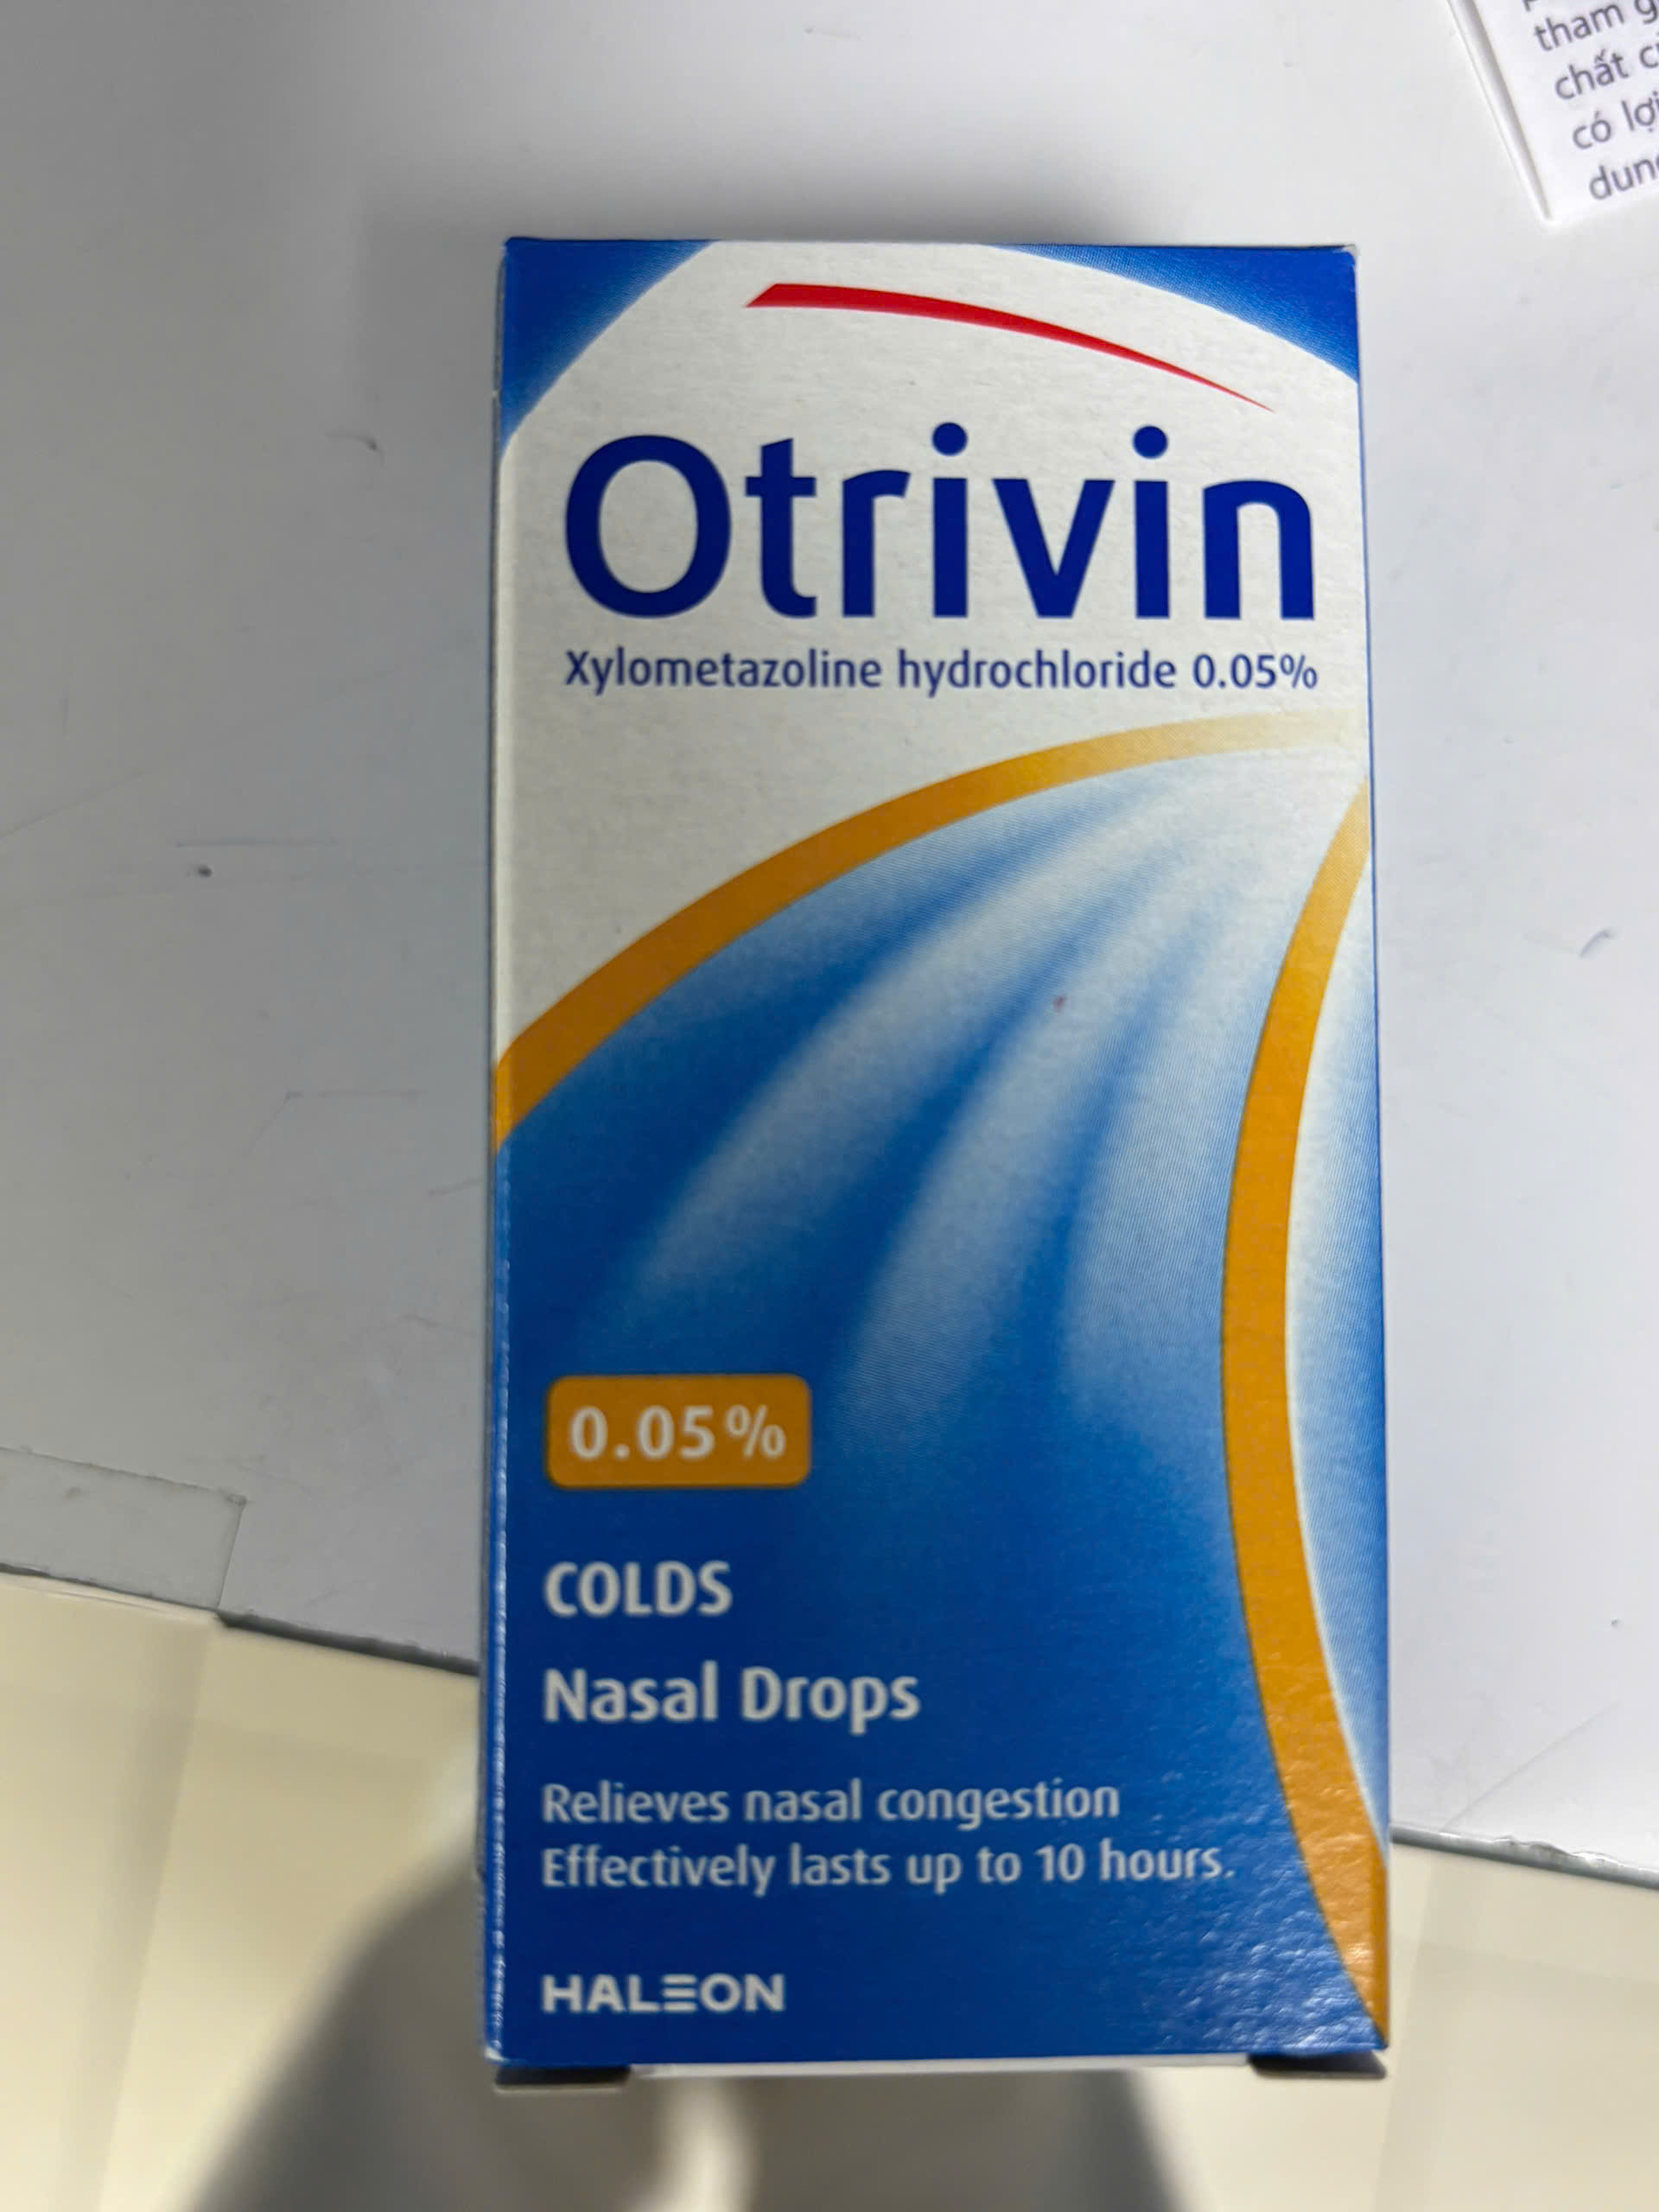 tham
chất
có lợi
Otrivin
Xylometazoline hydrochloride 0.05%
0.05%
COLDS
Nasal Drops
Relieves nasal congestion
Effectively lasts up to 10 hours.
HALEON